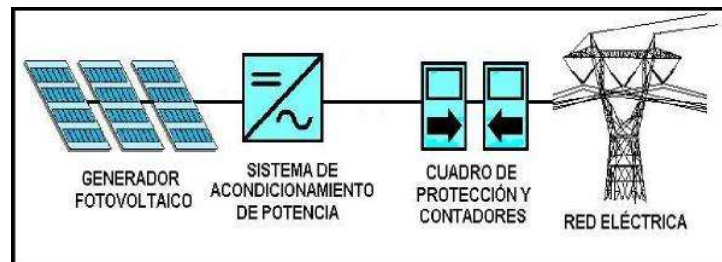 GENERADOR
FOTOVOLTAICO
SISTEMA DE
ACONDICIONAMIENTO
DE POTENCIA
CUADRO DE
PROTECCIÓN Y
CONTADORES
RED ELÉCTRICA